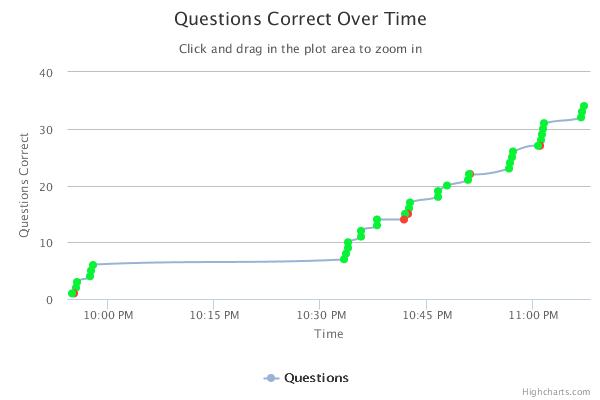 Questions Correct Over Time
Click and drag in the plot area to zoom in
40
30
20
10
0
Questions Correct
10:00 PM 10:15 PM 10:30 PM 10:45 PM 11:00 PM
Time
Questions
Highcharts.com